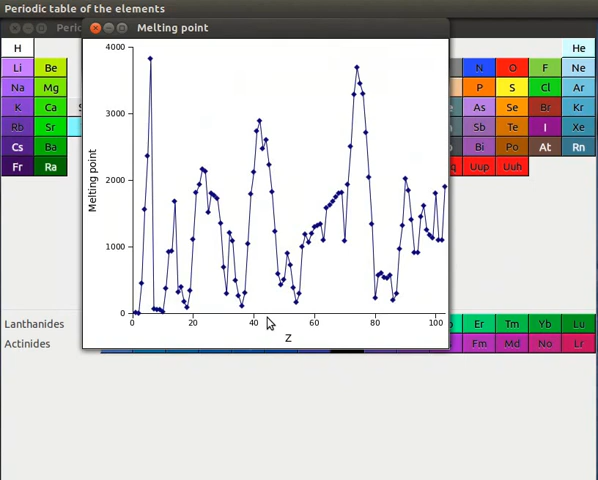 Periodic table of the elements
Perio
Melting point
H
He
Li Be
N O F Ne
Na Mg
P S Cl Ar
K Ca
As Se Br Kr
Rb Sr
Sb Te I Xe
Cs Ba
Bi Po At Rn
Fr Ra
Uup Uuh
4000
3000
2000
1000
0
Melting point
0 20 40 60 80 100
Z
Lanthanides
Er Tm Yb Lu
Actinides
Fm Md No Lr